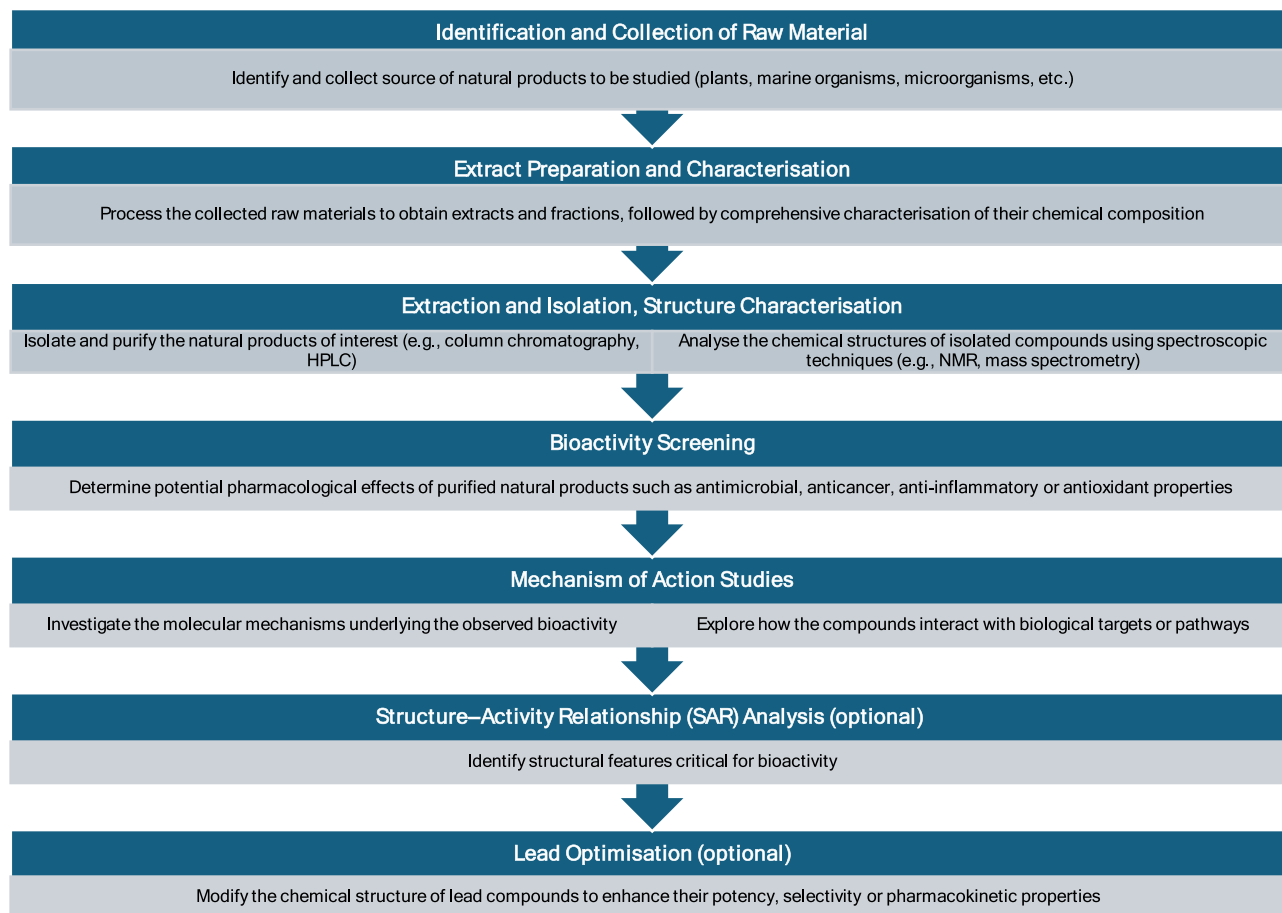 Identification and Collection of Raw Material
Identify and collect source of natural products to be studied (plants, marine organisms, microorganisms, etc.)
Extract Preparation and Characterisation
Process the collected raw materials to obtain extracts and fractions, followed by comprehensive characterisation of their chemical composition
Extraction and Isolation, Structure Characterisation
Isolate and purify the natural products of interest (e.g., column chromatography,
HPLC)
Analyse the chemical structures of isolated compounds using spectroscopic
techniques (e.g., NMR, mass spectrometry)
Bioactivity Screening
Determine potential pharmacological effects of purified natural products such as antimicrobial, anticancer, anti-inflammatory or antioxidant properties
Mechanism of Action Studies
Investigate the molecular mechanisms underlying the observed bioactivity
Explore how the compounds interact with biological targets or pathways
Structure–Activity Relationship (SAR) Analysis (optional)
Identify structural features critical for bioactivity
Lead Optimisation (optional)
Modify the chemical structure of lead compounds to enhance their potency, selectivity or pharmacokinetic properties